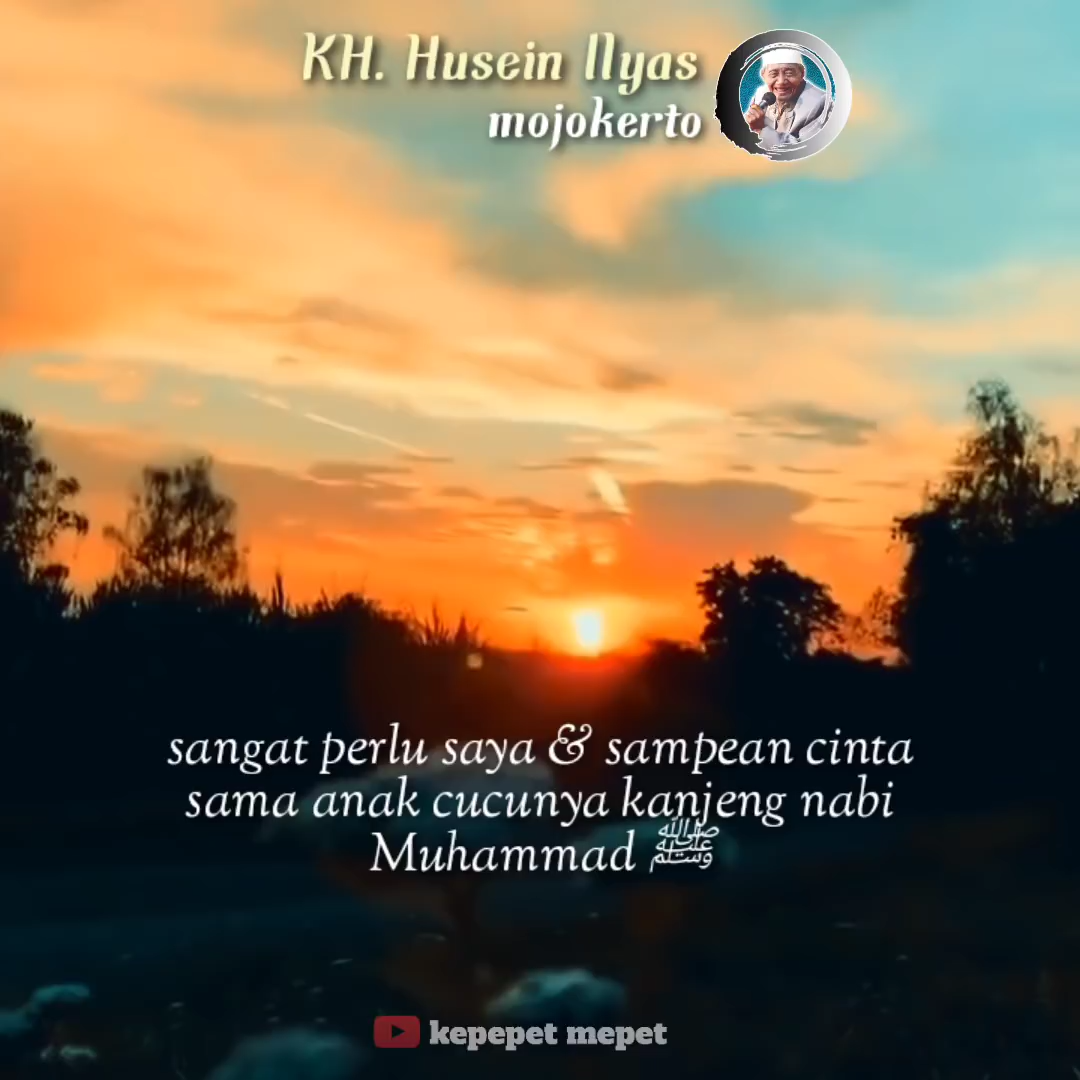 KH. Husein Ilyas
mojokerto
sangat perlu saya & sampean cinta
sama anak cucunya kanjeng nabi
Muhammad ﷺ
kepepet mepet